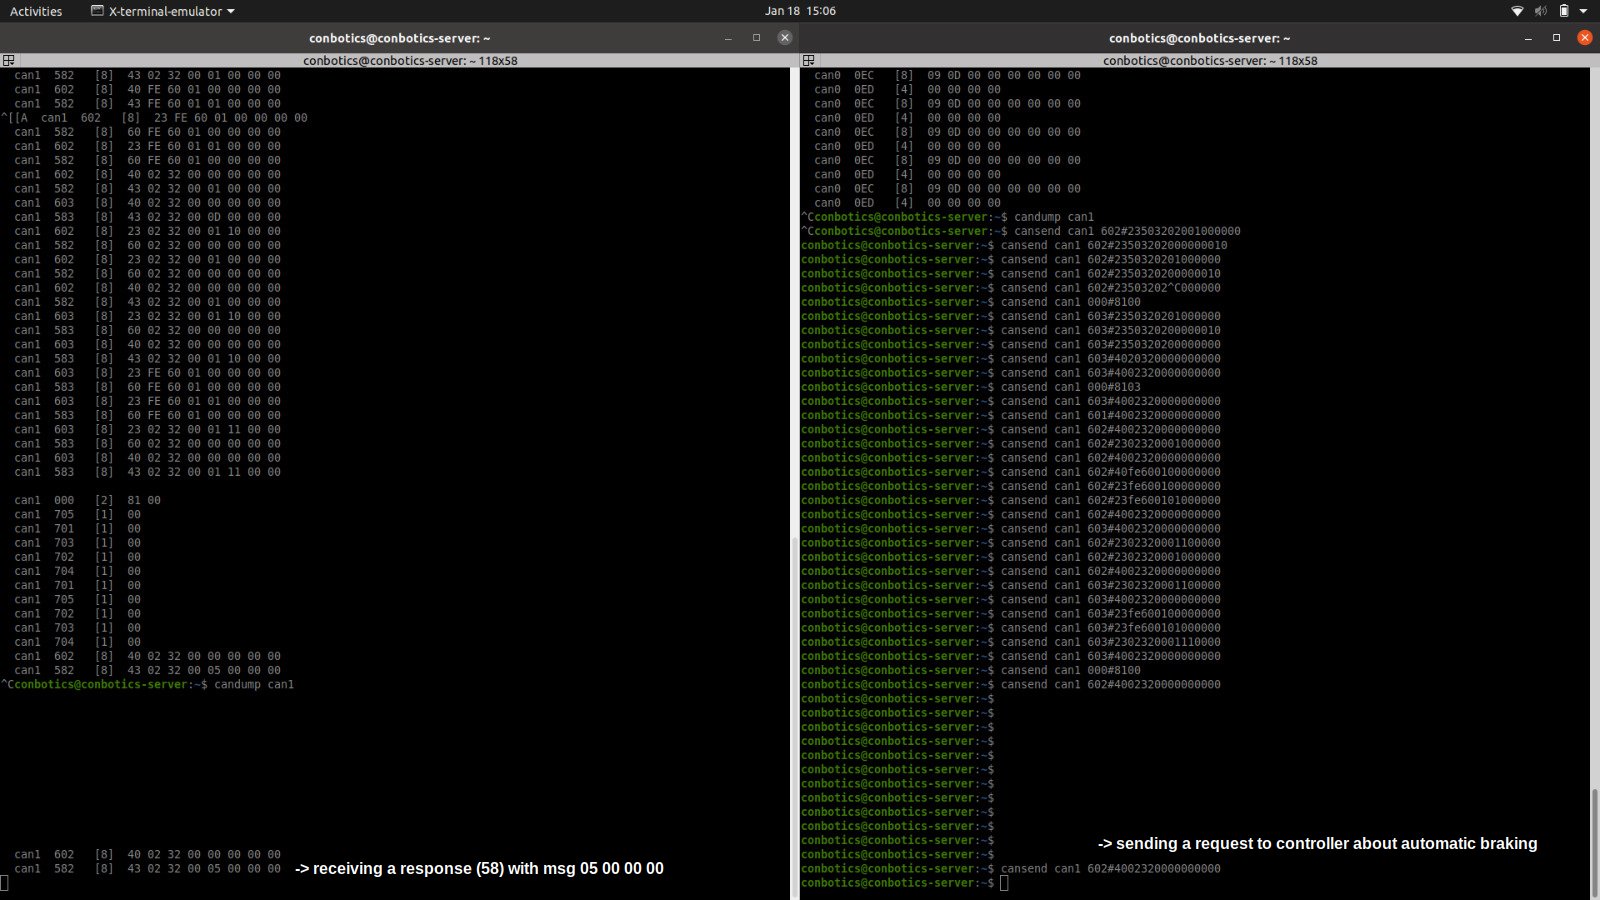 Activities X-terminal-emulator Jan 18 15:06
conbotics@conbotics-server: ~
conbotics@conbotics-server: ~ 118x58
can1 582 [8] 43 02 32 00 01 00 00 00
can1 602 [8] 40 FE 60 01 00 00 00 00
can1 582 [8] 43 FE 60 01 01 00 00 00
^[[A can1 602 [8] 23 FE 60 01 00 00 00 00
can1 582 [8] 60 FE 60 01 00 00 00 00
can1 602 [8] 23 FE 60 01 01 00 00 00
can1 582 [8] 60 FE 60 01 00 00 00 00
can1 602 [8] 40 02 32 00 00 00 00 00
can1 582 [8] 43 02 32 00 01 00 00 00
can1 603 [8] 40 02 32 00 00 00 00 00
can1 583 [8] 43 02 32 00 0D 00 00 00
can1 602 [8] 23 02 32 00 01 10 00 00
can1 582 [8] 60 02 32 00 00 00 00 00
can1 602 [8] 23 02 32 00 01 00 00 00
can1 582 [8] 60 02 32 00 00 00 00 00
can1 602 [8] 40 02 32 00 00 00 00 00
can1 582 [8] 43 02 32 00 01 00 00 00
can1 603 [8] 23 02 32 00 01 10 00 00
can1 583 [8] 60 02 32 00 00 00 00 00
can1 603 [8] 40 02 32 00 00 00 00 00
can1 583 [8] 43 02 32 00 01 10 00 00
can1 603 [8] 23 FE 60 01 00 00 00 00
can1 583 [8] 60 FE 60 01 00 00 00 00
can1 603 [8] 23 FE 60 01 01 00 00 00
can1 583 [8] 60 FE 60 01 00 00 00 00
can1 603 [8] 23 02 32 00 01 11 00 00
can1 583 [8] 60 02 32 00 00 00 00 00
can1 603 [8] 40 02 32 00 00 00 00 00
can1 583 [8] 43 02 32 00 01 11 00 00
can1 000 [2] 81 00
can1 705 [1] 00
can1 701 [1] 00
can1 703 [1] 00
can1 702 [1] 00
can1 704 [1] 00
can1 701 [1] 00
can1 705 [1] 00
can1 702 [1] 00
can1 703 [1] 00
can1 704 [1] 00
can1 602 [8] 40 02 32 00 00 00 00 00
can1 582 [8] 43 02 32 00 05 00 00 00
^Cconbotics@conbotics-server:~$ candump can1
can1 602 [8] 40 02 32 00 00 00 00 00
can1 582 [8] 43 02 32 00 05 00 00 00 -> receiving a response (58) with msg 05 00 00 00
conbotics@conbotics-server: ~
conbotics@conbotics-server: ~ 118x58
can0 0EC [8] 09 0D 00 00 00 00 00 00
can0 0ED [4] 00 00 00 00
can0 0EC [8] 09 0D 00 00 00 00 00 00
can0 0ED [4] 00 00 00 00
can0 0EC [8] 09 0D 00 00 00 00 00 00
can0 0ED [4] 00 00 00 00
can0 0EC [8] 09 0D 00 00 00 00 00 00
can0 0ED [4] 00 00 00 00
can0 0EC [8] 09 0D 00 00 00 00 00 00
can0 0ED [4] 00 00 00 00
^Cconbotics@conbotics-server:~$ candump can1
^Cconbotics@conbotics-server:~$ cansend can1 602#23503202001000000
conbotics@conbotics-server:~$ cansend can1 602#23503202000000010
conbotics@conbotics-server:~$ cansend can1 602#2350320201000000
conbotics@conbotics-server:~$ cansend can1 602#2350320200000010
conbotics@conbotics-server:~$ cansend can1 602#23503202^C000000
conbotics@conbotics-server:~$ cansend can1 000#8100
conbotics@conbotics-server:~$ cansend can1 603#2350320201000000
conbotics@conbotics-server:~$ cansend can1 603#2350320200000010
conbotics@conbotics-server:~$ cansend can1 603#2350320200000000
conbotics@conbotics-server:~$ cansend can1 603#4020320000000000
conbotics@conbotics-server:~$ cansend can1 603#4002320000000000
conbotics@conbotics-server:~$ cansend can1 000#8103
conbotics@conbotics-server:~$ cansend can1 603#4002320000000000
conbotics@conbotics-server:~$ cansend can1 601#4002320000000000
conbotics@conbotics-server:~$ cansend can1 602#4002320000000000
conbotics@conbotics-server:~$ cansend can1 602#2302320001000000
conbotics@conbotics-server:~$ cansend can1 602#4002320000000000
conbotics@conbotics-server:~$ cansend can1 602#40fe600100000000
conbotics@conbotics-server:~$ cansend can1 602#23fe600100000000
conbotics@conbotics-server:~$ cansend can1 602#23fe600101000000
conbotics@conbotics-server:~$ cansend can1 602#4002320000000000
conbotics@conbotics-server:~$ cansend can1 603#4002320000000000
conbotics@conbotics-server:~$ cansend can1 602#2302320001100000
conbotics@conbotics-server:~$ cansend can1 602#2302320001000000
conbotics@conbotics-server:~$ cansend can1 602#4002320000000000
conbotics@conbotics-server:~$ cansend can1 603#2302320001100000
conbotics@conbotics-server:~$ cansend can1 603#4002320000000000
conbotics@conbotics-server:~$ cansend can1 603#23fe600100000000
conbotics@conbotics-server:~$ cansend can1 603#23fe600101000000
conbotics@conbotics-server:~$ cansend can1 603#2302320001110000
conbotics@conbotics-server:~$ cansend can1 603#4002320000000000
conbotics@conbotics-server:~$ cansend can1 000#8100
conbotics@conbotics-server:~$ cansend can1 602#4002320000000000
conbotics@conbotics-server:~$
conbotics@conbotics-server:~$
conbotics@conbotics-server:~$
conbotics@conbotics-server:~$
conbotics@conbotics-server:~$
conbotics@conbotics-server:~$
conbotics@conbotics-server:~$
conbotics@conbotics-server:~$
conbotics@conbotics-server:~$
conbotics@conbotics-server:~$
conbotics@conbotics-server:~$ -> sending a request to controller about automatic braking
conbotics@conbotics-server:~$
conbotics@conbotics-server:~$ cansend can1 602#4002320000000000
conbotics@conbotics-server:~$